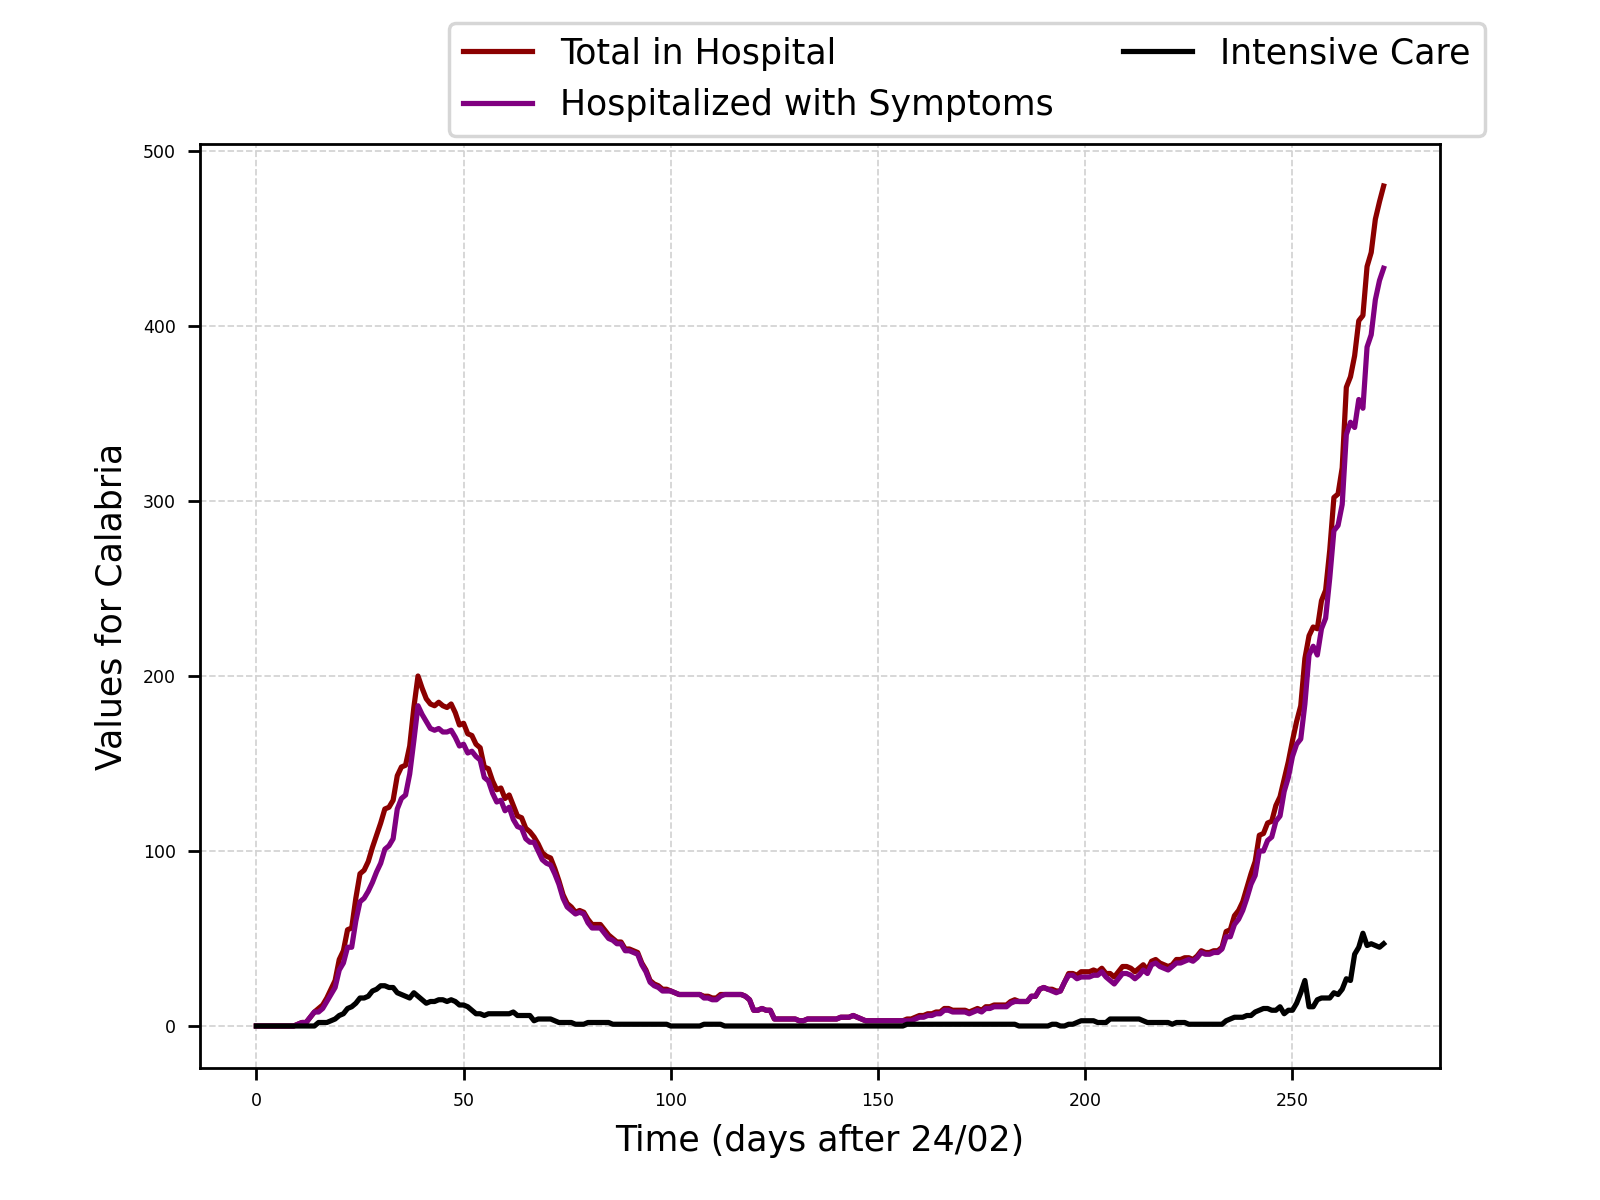 Total in Hospital
Hospitalized with Symptoms
Intensive Care
500
400
300
200
100
0
Values for Calabria
0 50 100 150 200 250
Time (days after 24/02)